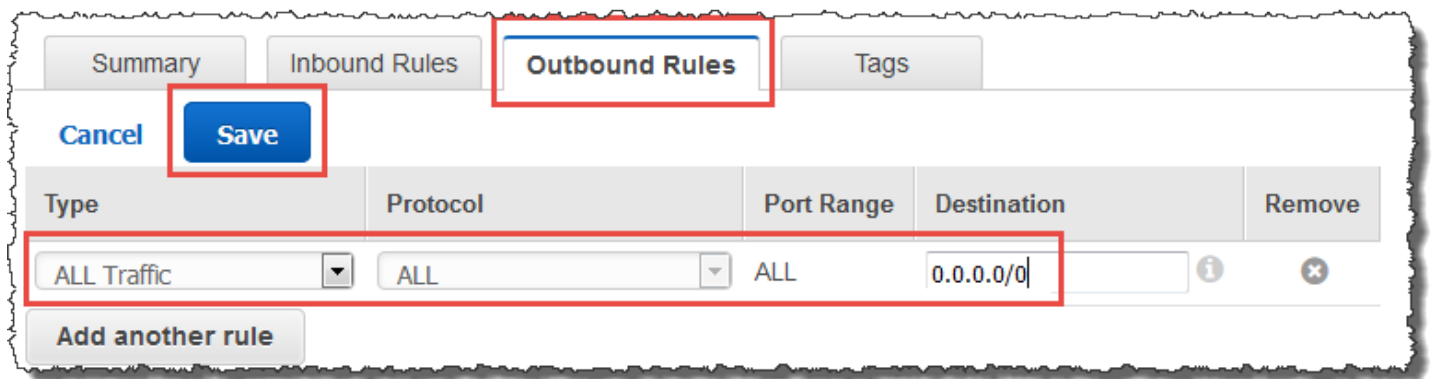 Summary Inbound Rules Outbound Rules Tags
Cancel Save
Type Protocol Port Range Destination Remove
ALL Traffic ALL ALL 0.0.0.0/0
Add another rule